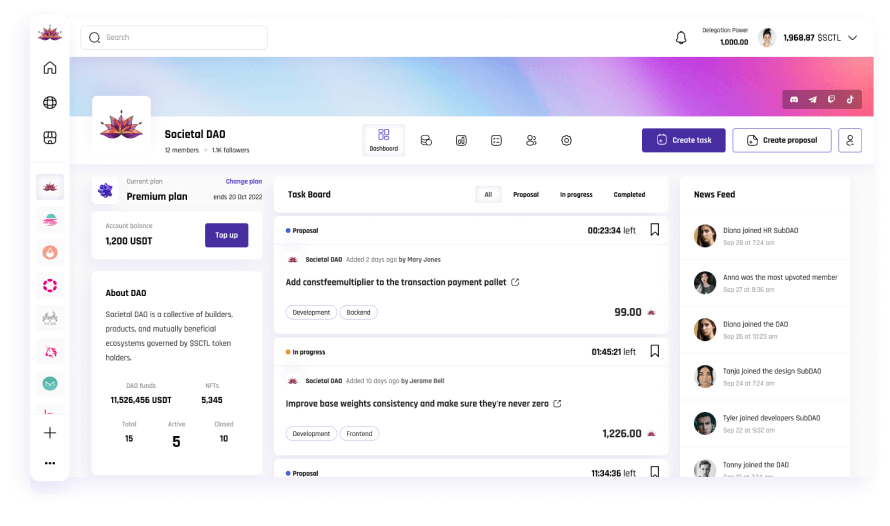 Search
Delegation Power
1,000.00
1,968.87 $SCTL
Societal DAO
12 members
1.1K followers
Dashboard
Create task
Create proposal
Current plan
Change plan
Premium plan
ends 20 Oct 2022
Account balance
1,200 USDT
Top up
About DAO
Societal DAO is a collective of builders,
products, and mutually beneficial
ecosystems governed by $SCTL token
holders.
DAO funds
NFTs
11,526,456 USDT
5,345
Total
Active
Closed
15
5
10
Task Board
All
Proposal
In progress
Completed
Proposal
00:23:34 left
Societal DAO Added 2 days ago by Mary Jones
Add constfeemultiplier to the transaction payment pallet
Development
Backend
99.00
In progress
01:45:21 left
Societal DAO Added 10 days ago by Jerome Bell
Improve base weights consistency and make sure they're never zero
Development
Frontend
1,226.00
Proposal
11:34:36 left
News Feed
Diana joined HR SubDAO
Sep 28 at 7:24 am
Anna was the most upvoted member
Sep 27 at 8:36 am
Diana joined the DAO
Sep 26 at 10:23 am
Tanja joined the design SubDAO
Sep 24 at 7:24 am
Tyler joined developers SubDAO
Sep 22 at 9:32 am
Tonny joined the DAO